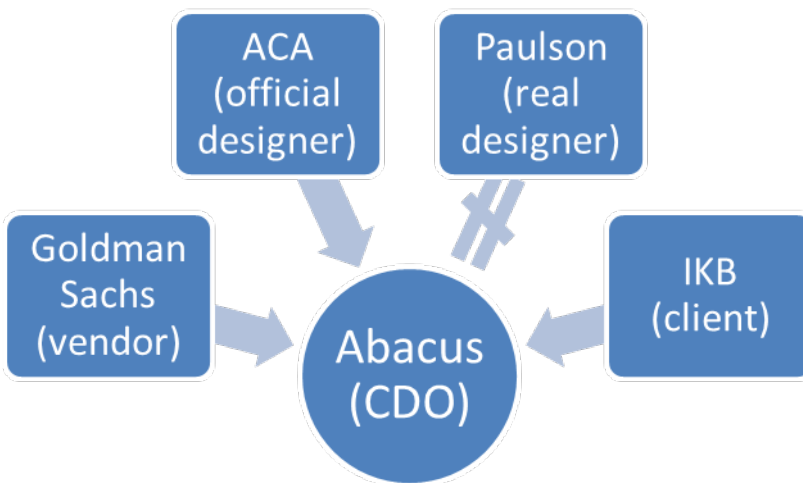 ACA
(official
designer)
Paulson
(real
designer)
Goldman
Sachs
(vendor)
IKB
(client)
Abacus
(CDO)